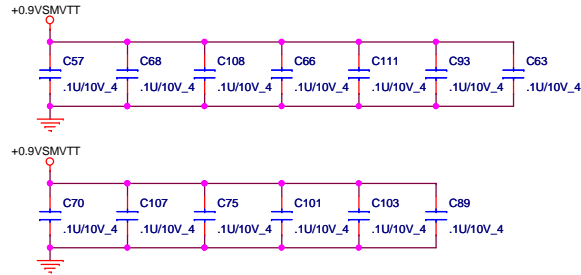 +0.9VSMVTT
C57 C68 C108 C66 C111 C93 C63
.1U/10V_4 .1U/10V_4 .1U/10V_4 .1U/10V_4 .1U/10V_4 .1U/10V_4 .1U/10V_4
+0.9VSMVTT
C70 C107 C75 C101 C103 C89
.1U/10V_4 .1U/10V_4 .1U/10V_4 .1U/10V_4 .1U/10V_4 .1U/10V_4